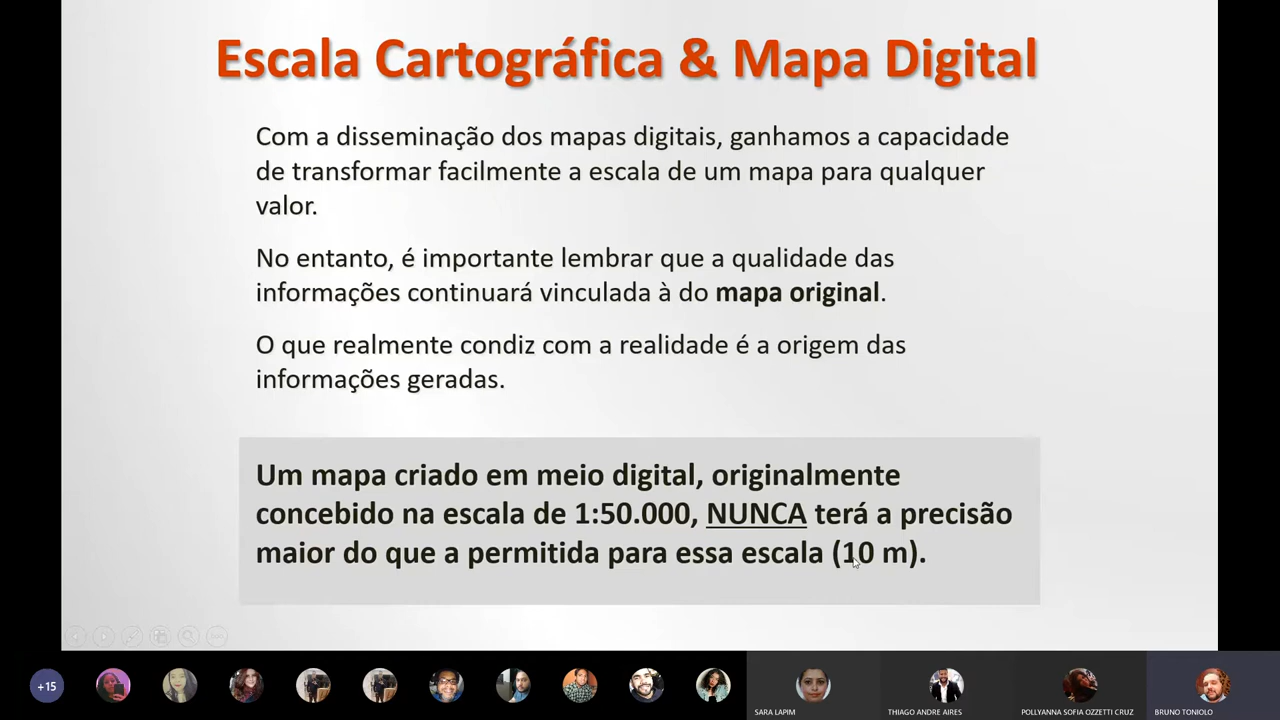 Escala Cartográfica & Mapa Digital
Com a disseminação dos mapas digitais, ganhamos a capacidade
de transformar facilmente a escala de um mapa para qualquer
valor.
No entanto, é importante lembrar que a qualidade das
informações continuará vinculada à do mapa original.
O que realmente condiz com a realidade é a origem das
informações geradas.
Um mapa criado em meio digital, originalmente
concebido na escala de 1:50.000, NUNCA terá a precisão
maior do que a permitida para essa escala (10 m).
+15
SARA LAPIM
THIAGO ANDRE AIRES
POLLYANNA SOFIA OZZETTI CRUZ
BRUNO TONIOLO